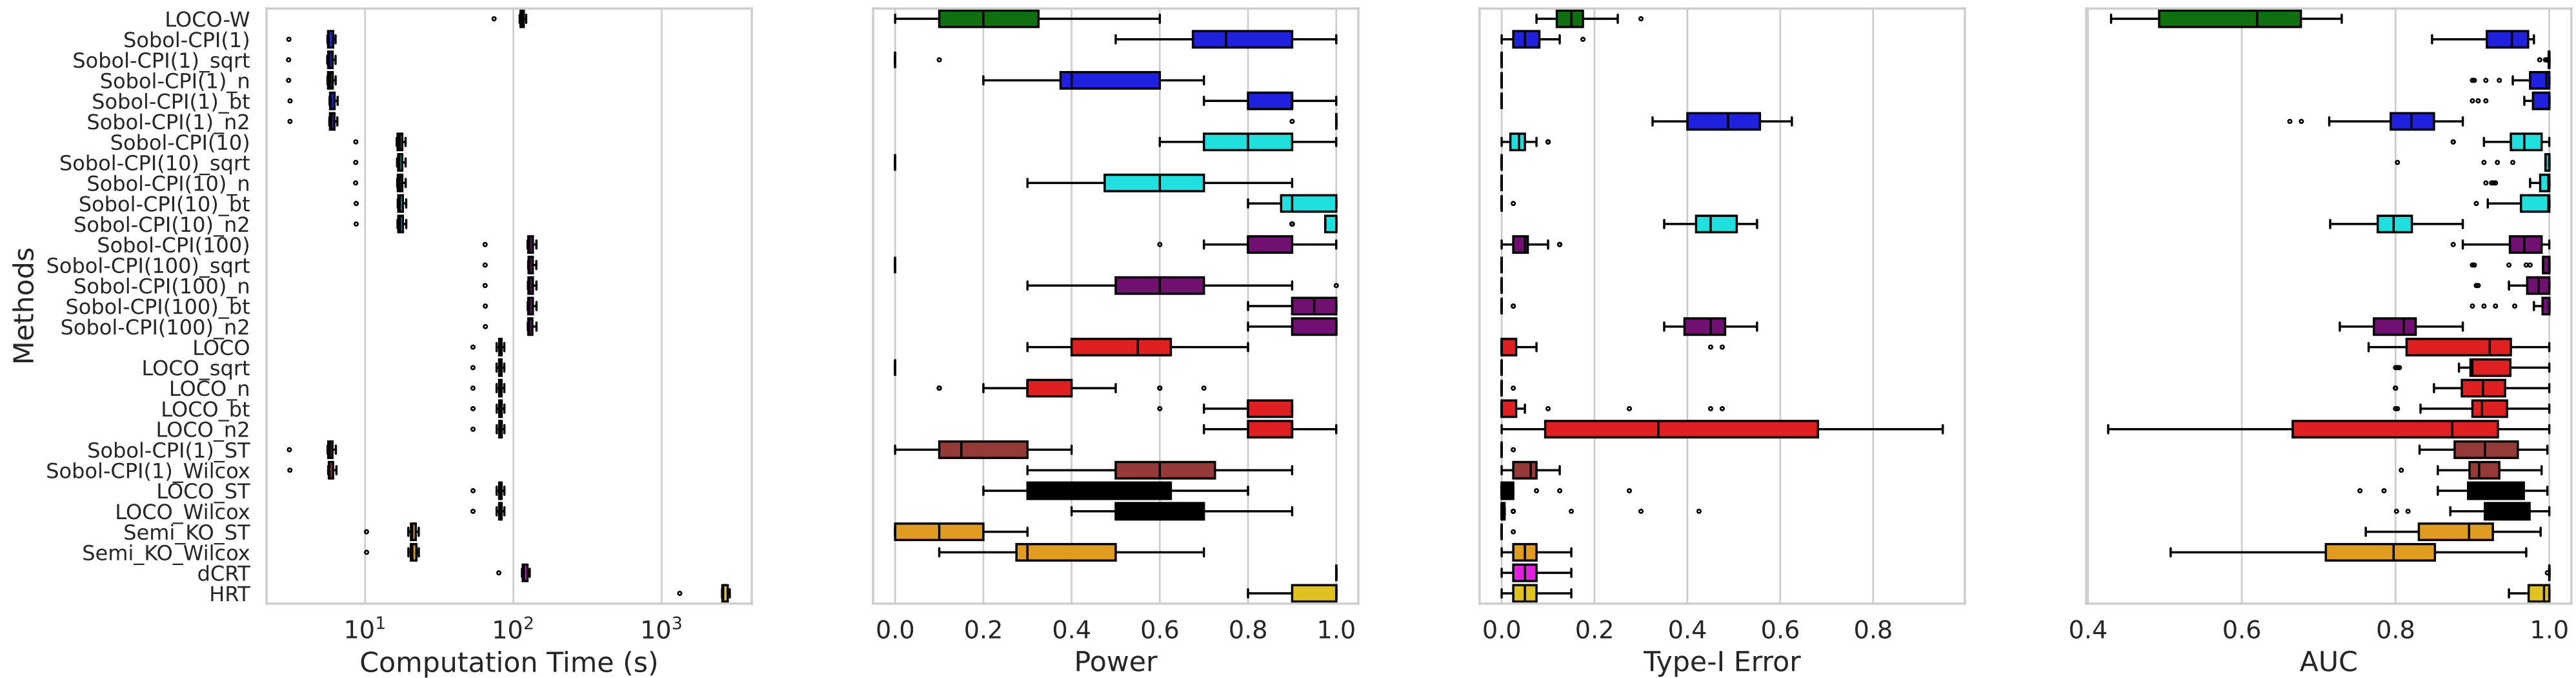 Methods
LOCO-W
Sobol-CPI(1)
Sobol-CPI(1)_sqrt
Sobol-CPI(1)_n
Sobol-CPI(1)_bt
Sobol-CPI(1)_n2
Sobol-CPI(10)
Sobol-CPI(10)_sqrt
Sobol-CPI(10)_n
Sobol-CPI(10)_bt
Sobol-CPI(10)_n2
Sobol-CPI(100)
Sobol-CPI(100)_sqrt
Sobol-CPI(100)_n
Sobol-CPI(100)_bt
Sobol-CPI(100)_n2
LOCO
LOCO_sqrt
LOCO_n
LOCO_bt
LOCO_n2
Sobol-CPI(1)_ST
Sobol-CPI(1)_Wilcox
LOCO_ST
LOCO_Wilcox
Semi_KO_ST
Semi_KO_Wilcox
dCRT
HRT
10¹ 10² 10³
Computation Time (s)
0.0 0.2 0.4 0.6 0.8 1.0
Power
0.0 0.2 0.4 0.6 0.8
Type-I Error
0.4 0.6 0.8 1.0
AUC